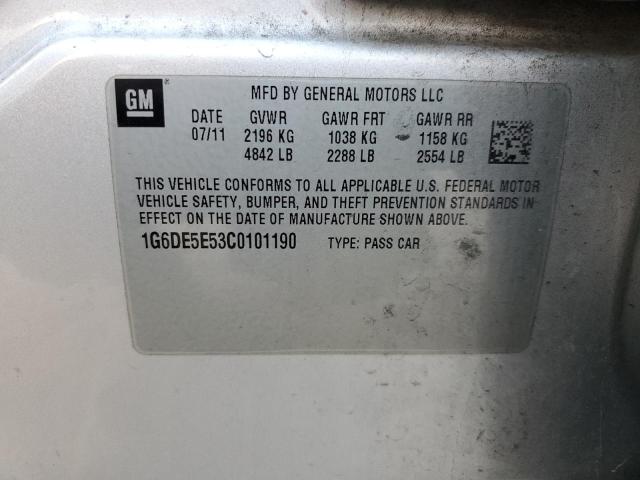 GM
MFD BY GENERAL MOTORS LLC
DATE GVWR GAWR FRT GAWR RR
07/11 2196 KG 1038 KG 1158 KG
4842 LB 2288 LB 2554 LB
THIS VEHICLE CONFORMS TO ALL APPLICABLE U.S. FEDERAL MOTOR
VEHICLE SAFETY, BUMPER, AND THEFT PREVENTION STANDARDS IN
EFFECT ON THE DATE OF MANUFACTURE SHOWN ABOVE.
1G6DE5E53C0101190 TYPE: PASS CAR